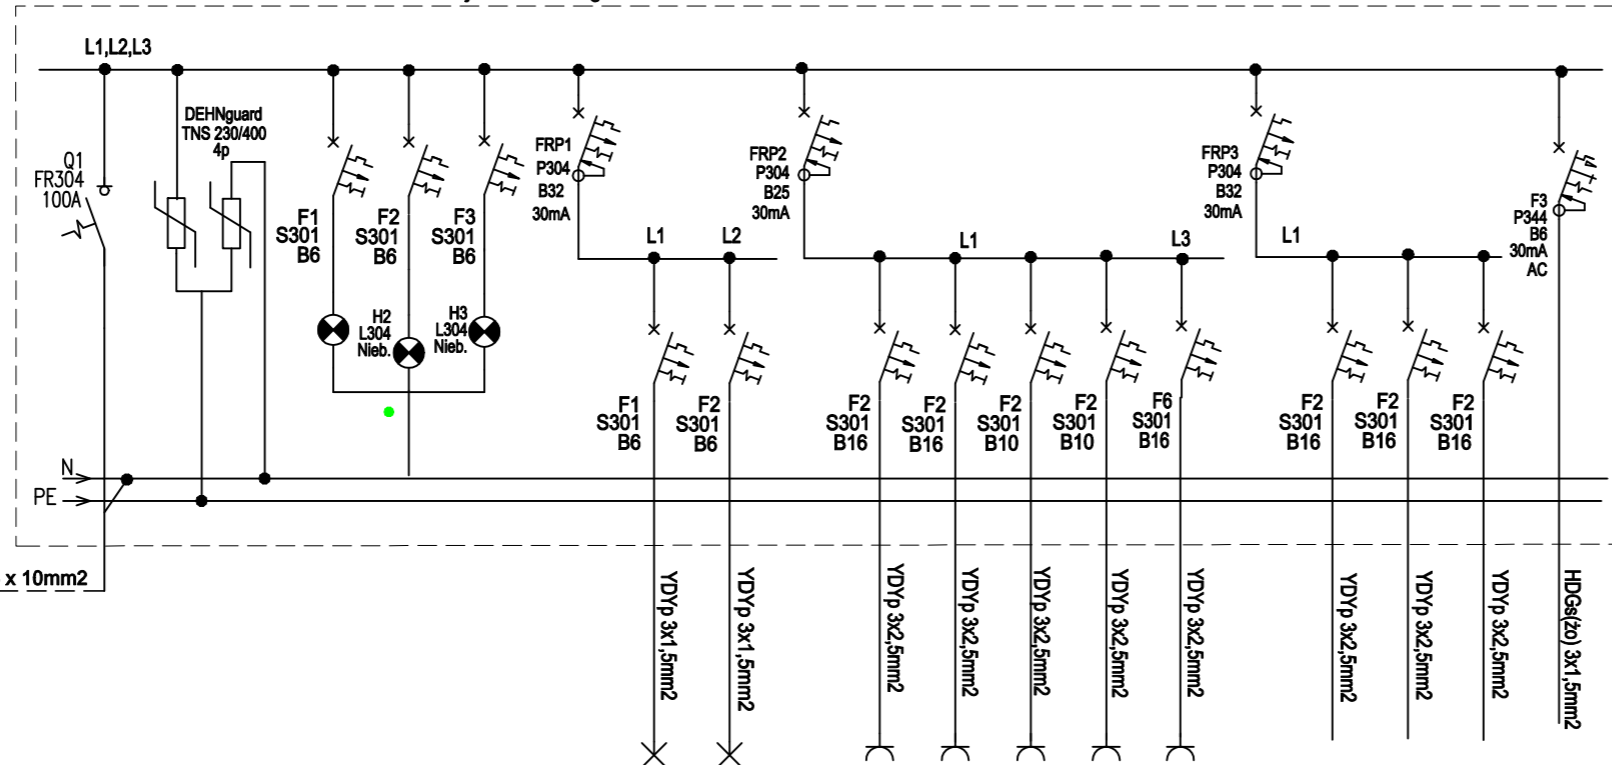 L1,L2,L3
DEHNguard
TNS 230/400
4p
Q1
FR304
100A
F1
S301
B6
F2
S301
B6
F3
S301
B6
H2
L304
Nieb.
H3
L304
Nieb.
FRP1
P304
B32
30mA
L1
L2
F1
S301
B6
F2
S301
B6
FRP2
P304
B25
30mA
L1
L3
F2
S301
B16
F2
S301
B16
F2
S301
B10
F2
S301
B10
F6
S301
B16
FRP3
P304
B32
30mA
L1
F2
S301
B16
F2
S301
B16
F2
S301
B16
F3
P344
B6
30mA
AC
N
PE
x 10mm2
YDYp 3x1,5mm2
YDYp 3x1,5mm2
YDYp 3x2,5mm2
YDYp 3x2,5mm2
YDYp 3x2,5mm2
YDYp 3x2,5mm2
YDYp 3x2,5mm2
YDYp 3x2,5mm2
YDYp 3x2,5mm2
YDYp 3x2,5mm2
HDGs(żo) 3x1,5mm2